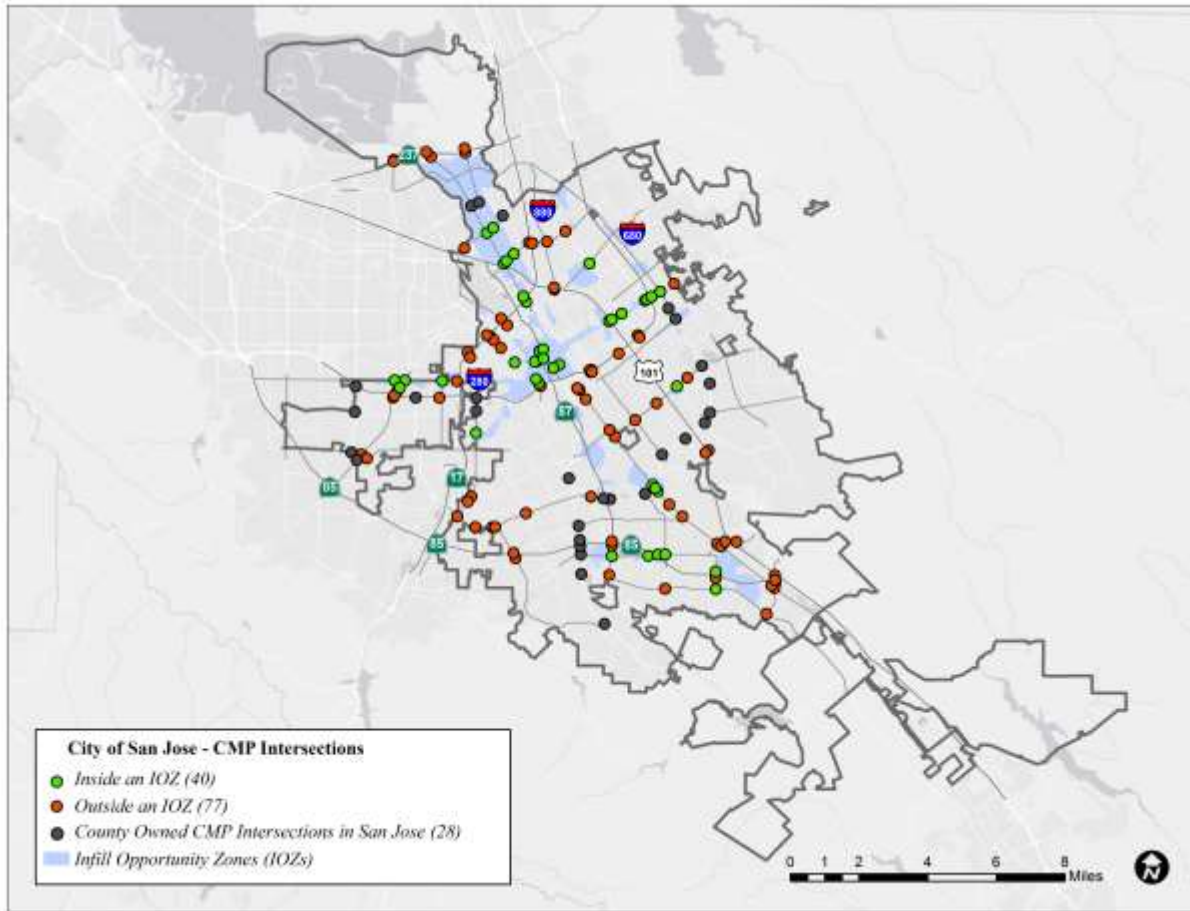 237
880
680
101
280
87
17
85
85
85
City of San Jose - CMP Intersections
Inside an IOZ (40)
Outside an IOZ (77)
County Owned CMP Intersections in San Jose (28)
Infill Opportunity Zones (IOZs)
0 1 2 4 6 8
Miles
N